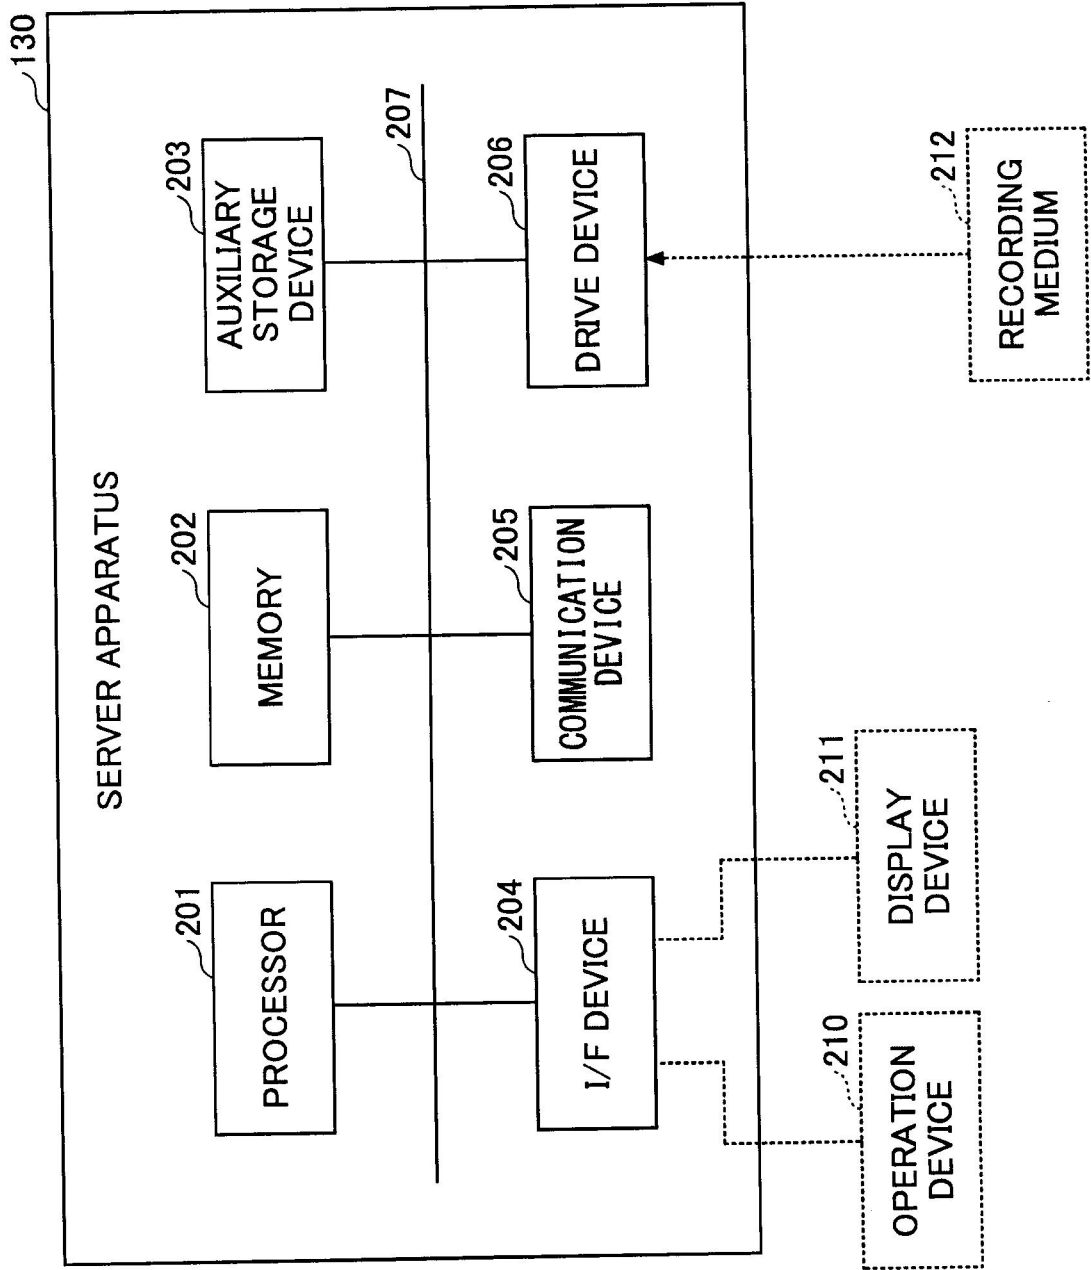 130
SERVER APPARATUS
201
PROCESSOR
202
MEMORY
203
AUXILIARY
STORAGE
DEVICE
207
204
I/F DEVICE
205
COMMUNICATION
DEVICE
206
DRIVE DEVICE
210
OPERATION
DEVICE
211
DISPLAY
DEVICE
212
RECORDING
MEDIUM